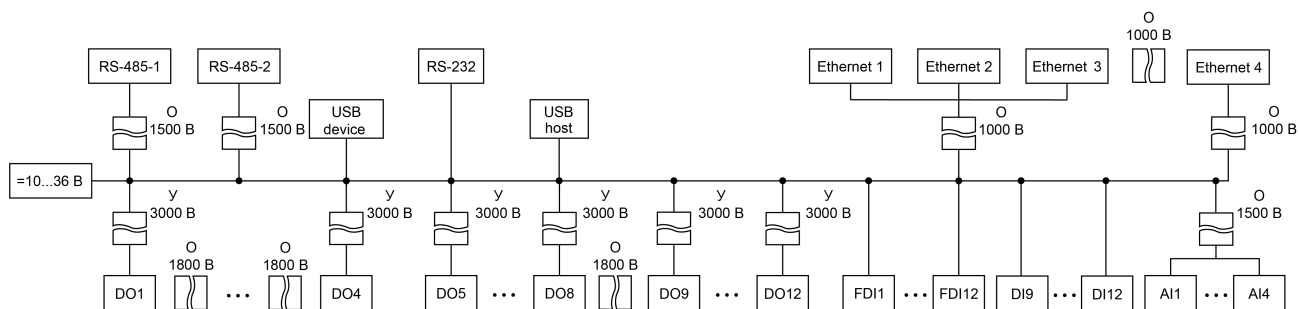 О
1000 В
RS-485-1
RS-485-2
RS-232
Ethernet 1
Ethernet 2
Ethernet 3
Ethernet 4
О
1500 В
О
1500 В
USB
device
USB
host
О
1000 В
О
1000 В
=10...36 В
У
3000 В
У
3000 В
У
3000 В
У
3000 В
У
3000 В
У
3000 В
О
1500 В
О
1800 В
О
1800 В
О
1800 В
DO1
...
DO4
DO5
...
DO8
DO9
...
DO12
FDI1
...
FDI12
DI9
...
DI12
AI1
...
AI4